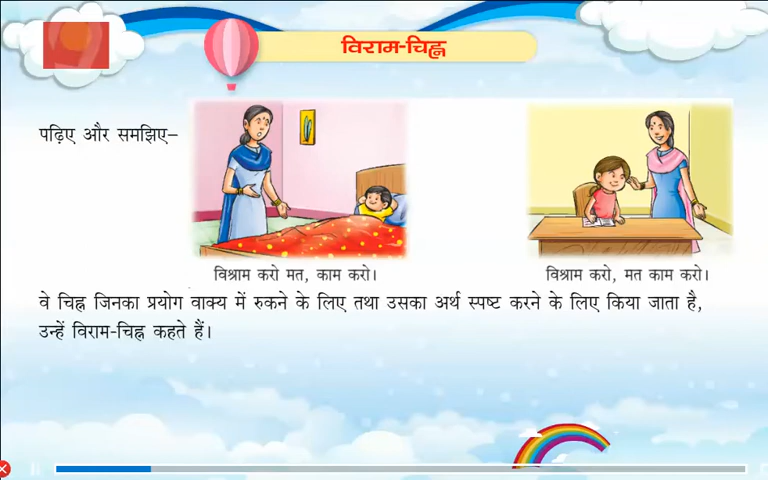 विराम-चिह्न
पढ़िए और समझिए–
विश्राम करो मत, काम करो।
विश्राम करो, मत काम करो।
वे चिह्न जिनका प्रयोग वाक्य में रुकने के लिए तथा उसका अर्थ स्पष्ट करने के लिए किया जाता है,
उन्हें विराम-चिह्न कहते हैं।